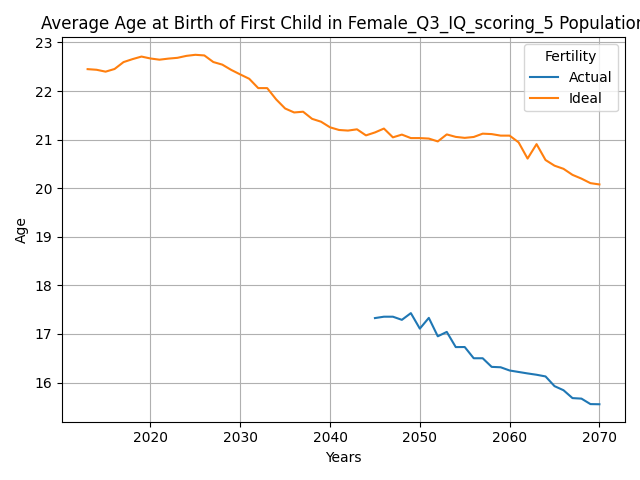 Average Age at Birth of First Child in Female_Q3_IQ_scoring_5 Population
Fertility
Actual
Ideal
23
22
21
20
19
18
17
16
Age
2020 2030 2040 2050 2060 2070
Years